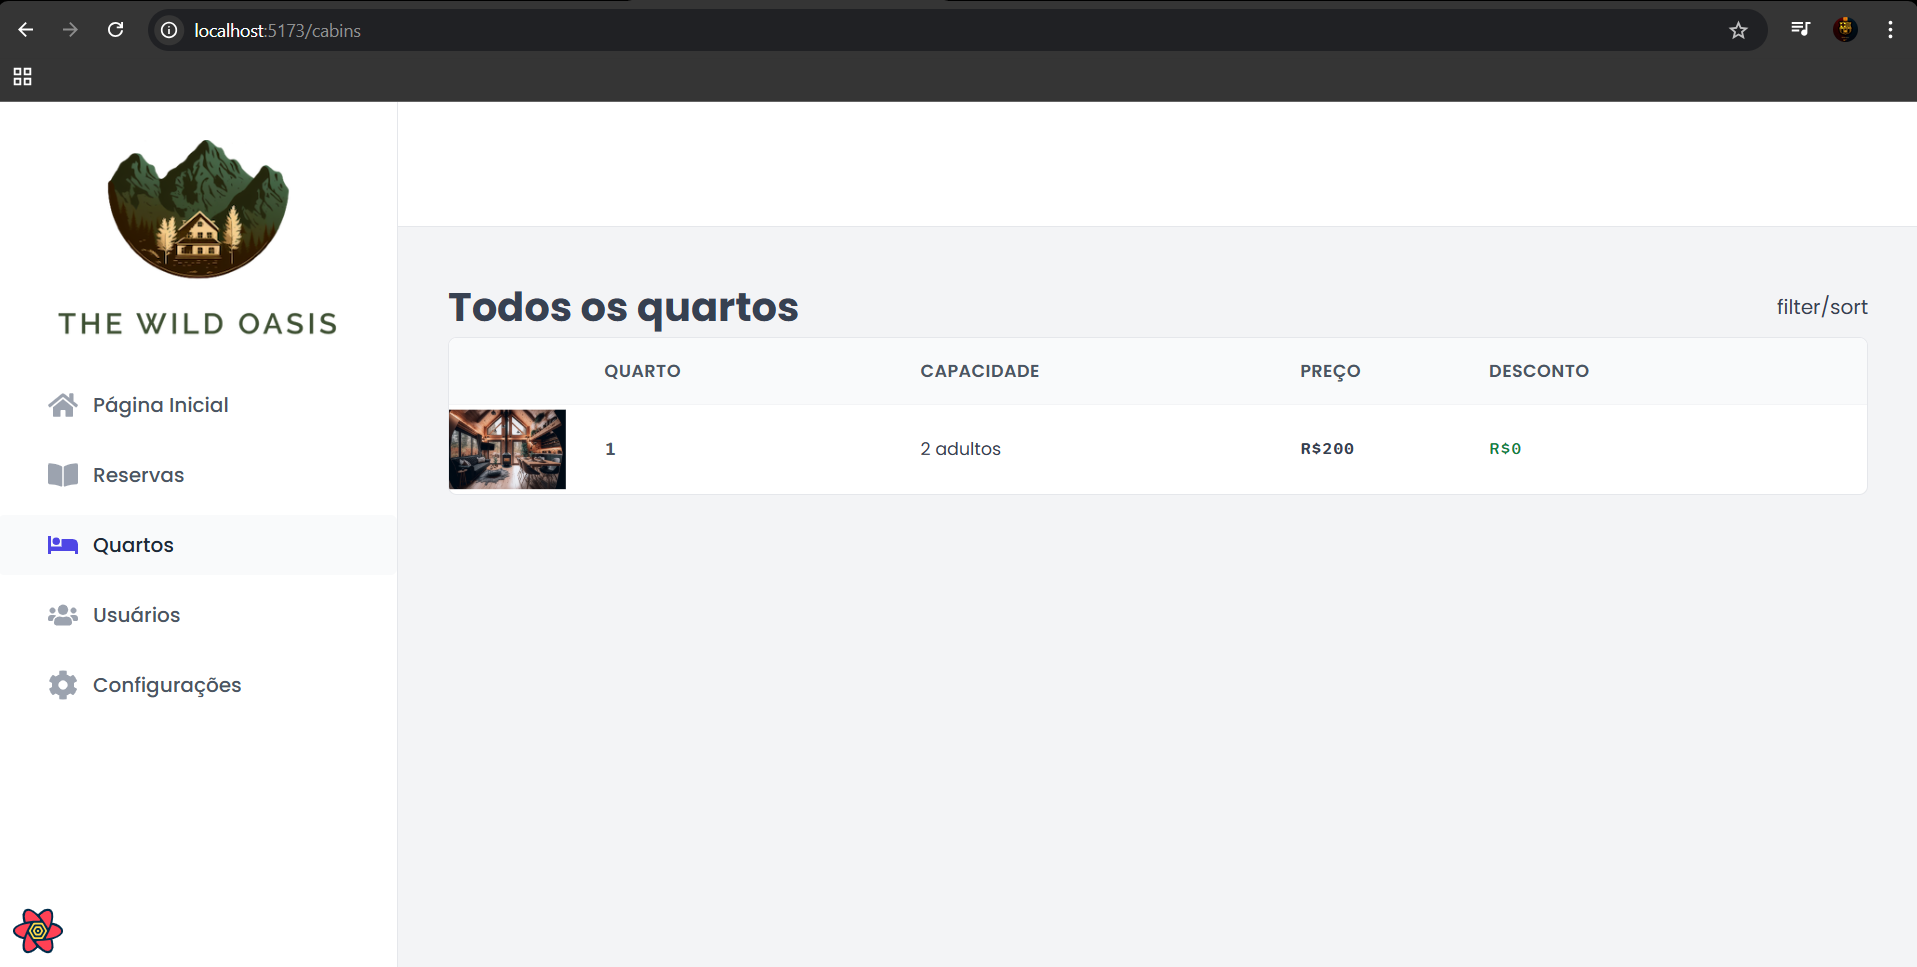 localhost:5173/cabins
THE WILD OASIS
Página Inicial
Reservas
Quartos
Usuários
Configurações
Todos os quartos
filter/sort
QUARTO CAPACIDADE PREÇO DESCONTO
1 2 adultos R$200 R$0